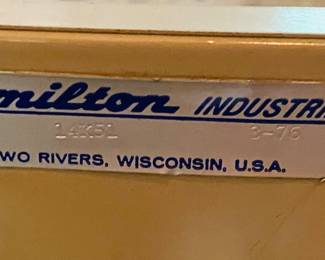 milton INDUSTRI
14K51 3-76
WO RIVERS, WISCONSIN, U.S.A.